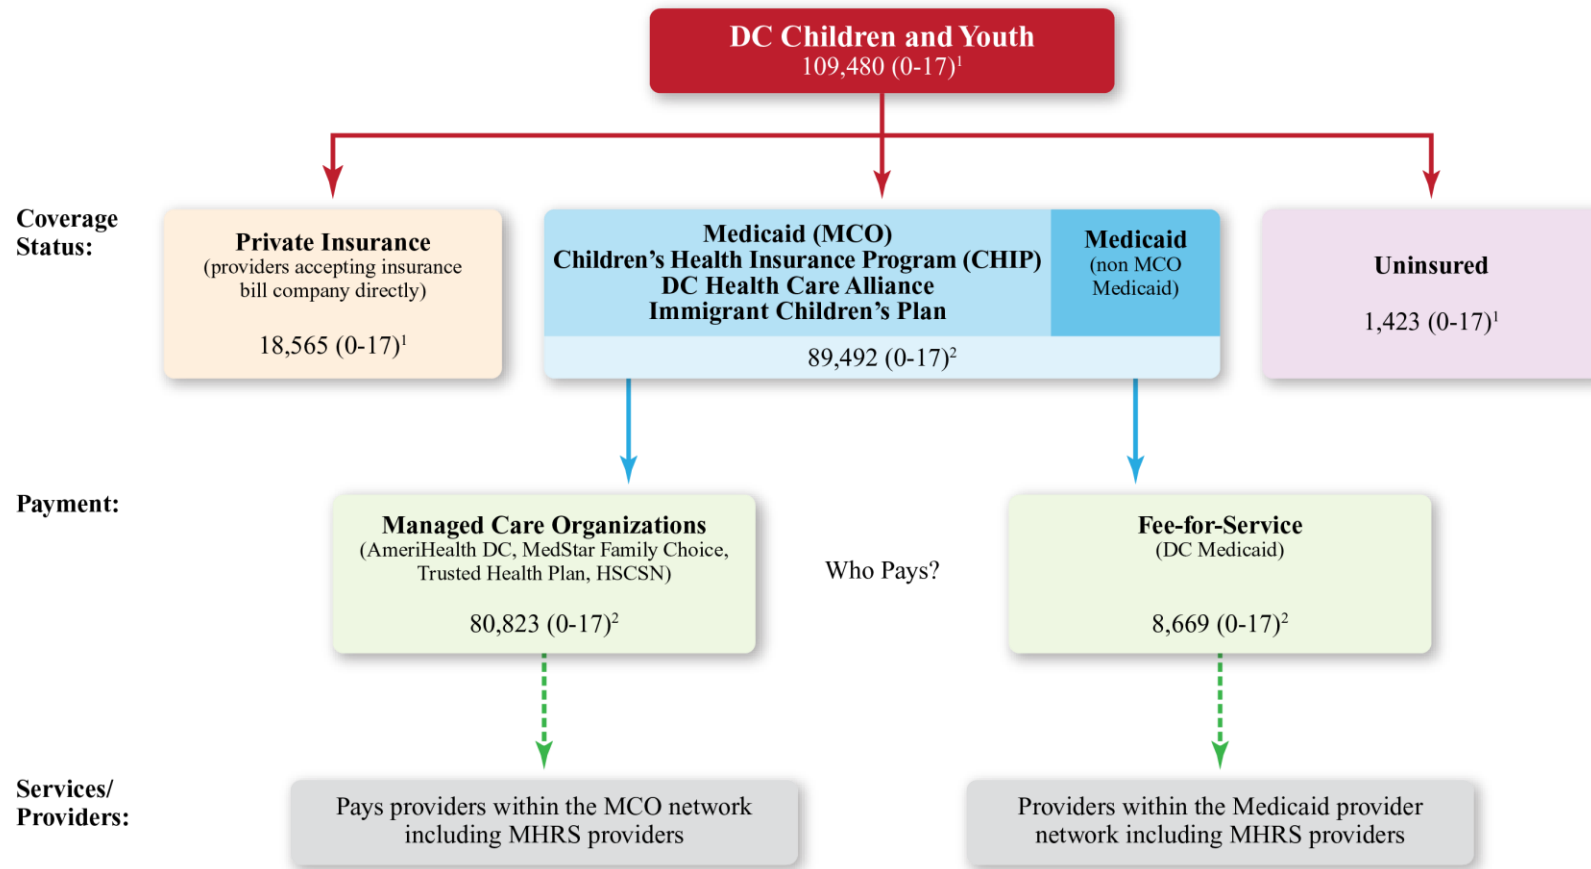 DC Children and Youth
109,480 (0-17)¹
Coverage
Status:
Private Insurance
(providers accepting insurance
bill company directly)
18,565 (0-17)¹
Medicaid (MCO)
Children’s Health Insurance Program (CHIP)
DC Health Care Alliance
Immigrant Children’s Plan
Medicaid
(non MCO
Medicaid)
89,492 (0-17)²
Uninsured
1,423 (0-17)¹
Payment:
Managed Care Organizations
(AmeriHealth DC, MedStar Family Choice,
Trusted Health Plan, HSCSN)
80,823 (0-17)²
Who Pays?
Fee-for-Service
(DC Medicaid)
8,669 (0-17)²
Services/
Providers:
Pays providers within the MCO network
including MHRS providers
Providers within the Medicaid provider
network including MHRS providers